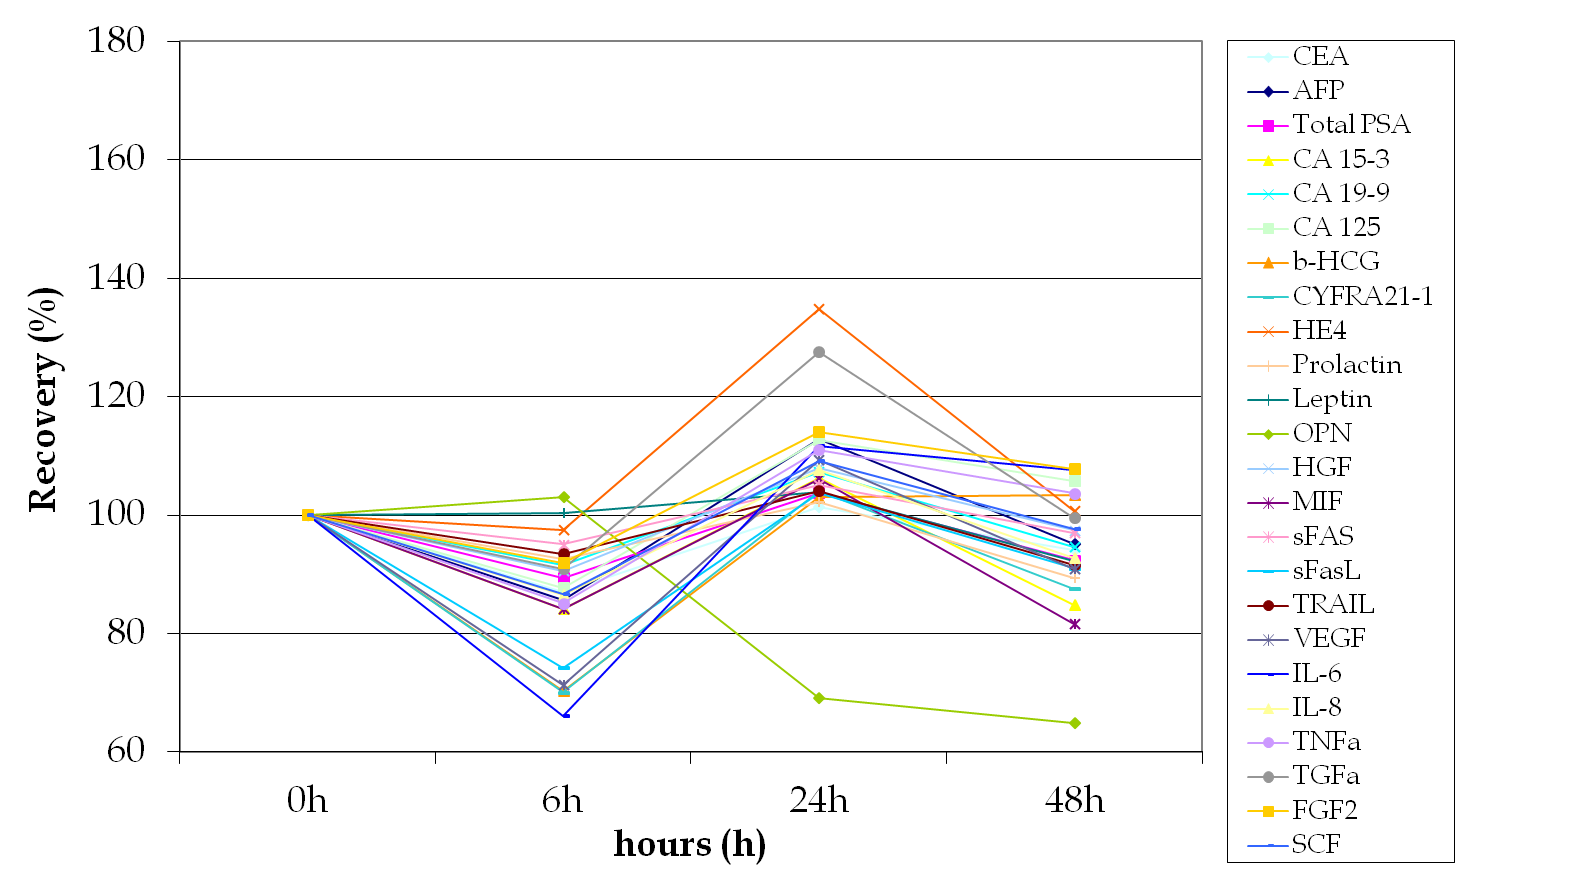 180
160
140
120
100
80
60
Recovery (%)
0h 6h 24h 48h
hours (h)
CEA
AFP
Total PSA
CA 15-3
CA 19-9
CA 125
b-HCG
CYFRA21-1
HE4
Prolactin
Leptin
OPN
HGF
MIF
sFAS
sFasL
TRAIL
VEGF
IL-6
IL-8
TNFa
TGFa
FGF2
SCF